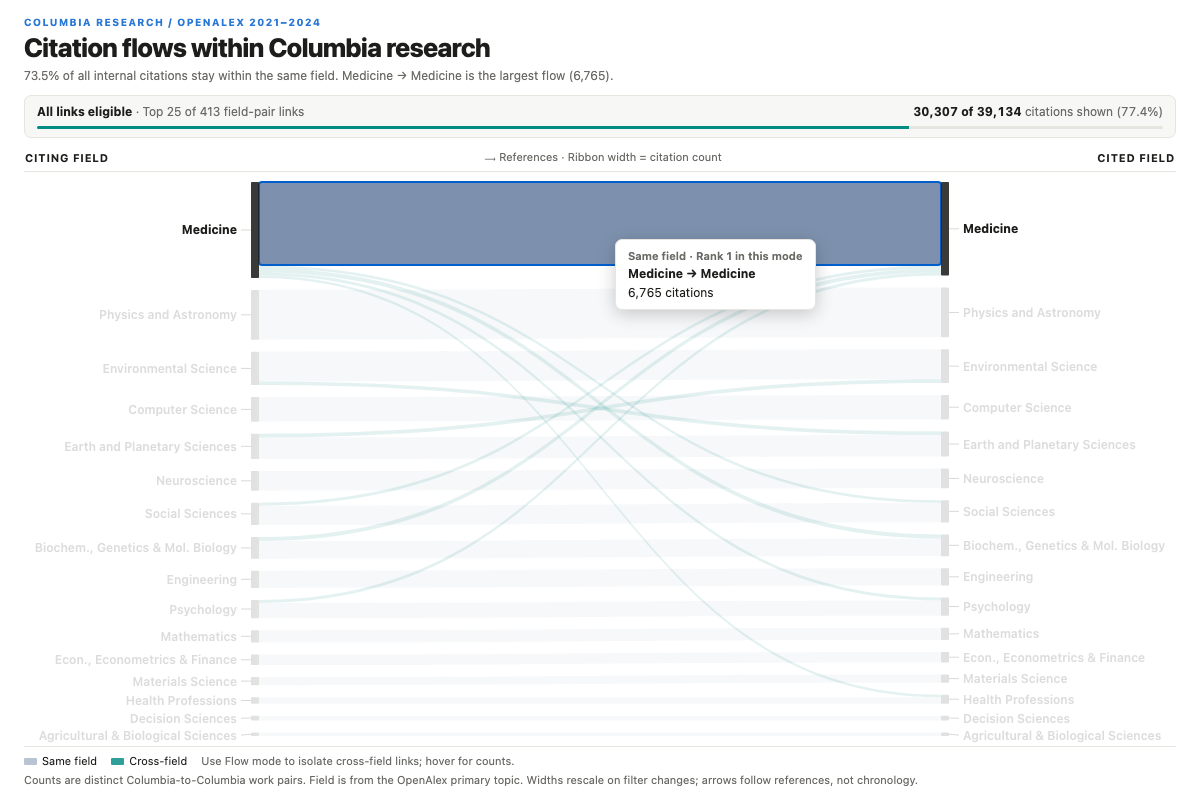 COLUMBIA RESEARCH / OPENALEX 2021–2024
Citation flows within Columbia research
73.5% of all internal citations stay within the same field. Medicine → Medicine is the largest flow (6,765).
All links eligible · Top 25 of 413 field-pair links
30,307 of 39,134 citations shown (77.4%)
CITING FIELD
→ References · Ribbon width = citation count
CITED FIELD
Medicine
Medicine
Same field · Rank 1 in this mode
Medicine → Medicine
6,765 citations
Physics and Astronomy
Physics and Astronomy
Environmental Science
Environmental Science
Computer Science
Computer Science
Earth and Planetary Sciences
Earth and Planetary Sciences
Neuroscience
Neuroscience
Social Sciences
Social Sciences
Biochem., Genetics & Mol. Biology
Biochem., Genetics & Mol. Biology
Engineering
Engineering
Psychology
Psychology
Mathematics
Mathematics
Econ., Econometrics & Finance
Econ., Econometrics & Finance
Materials Science
Materials Science
Health Professions
Health Professions
Decision Sciences
Decision Sciences
Agricultural & Biological Sciences
Agricultural & Biological Sciences
Same field
Cross-field
Use Flow mode to isolate cross-field links; hover for counts.
Counts are distinct Columbia-to-Columbia work pairs. Field is from the OpenAlex primary topic. Widths rescale on filter changes; arrows follow references, not chronology.